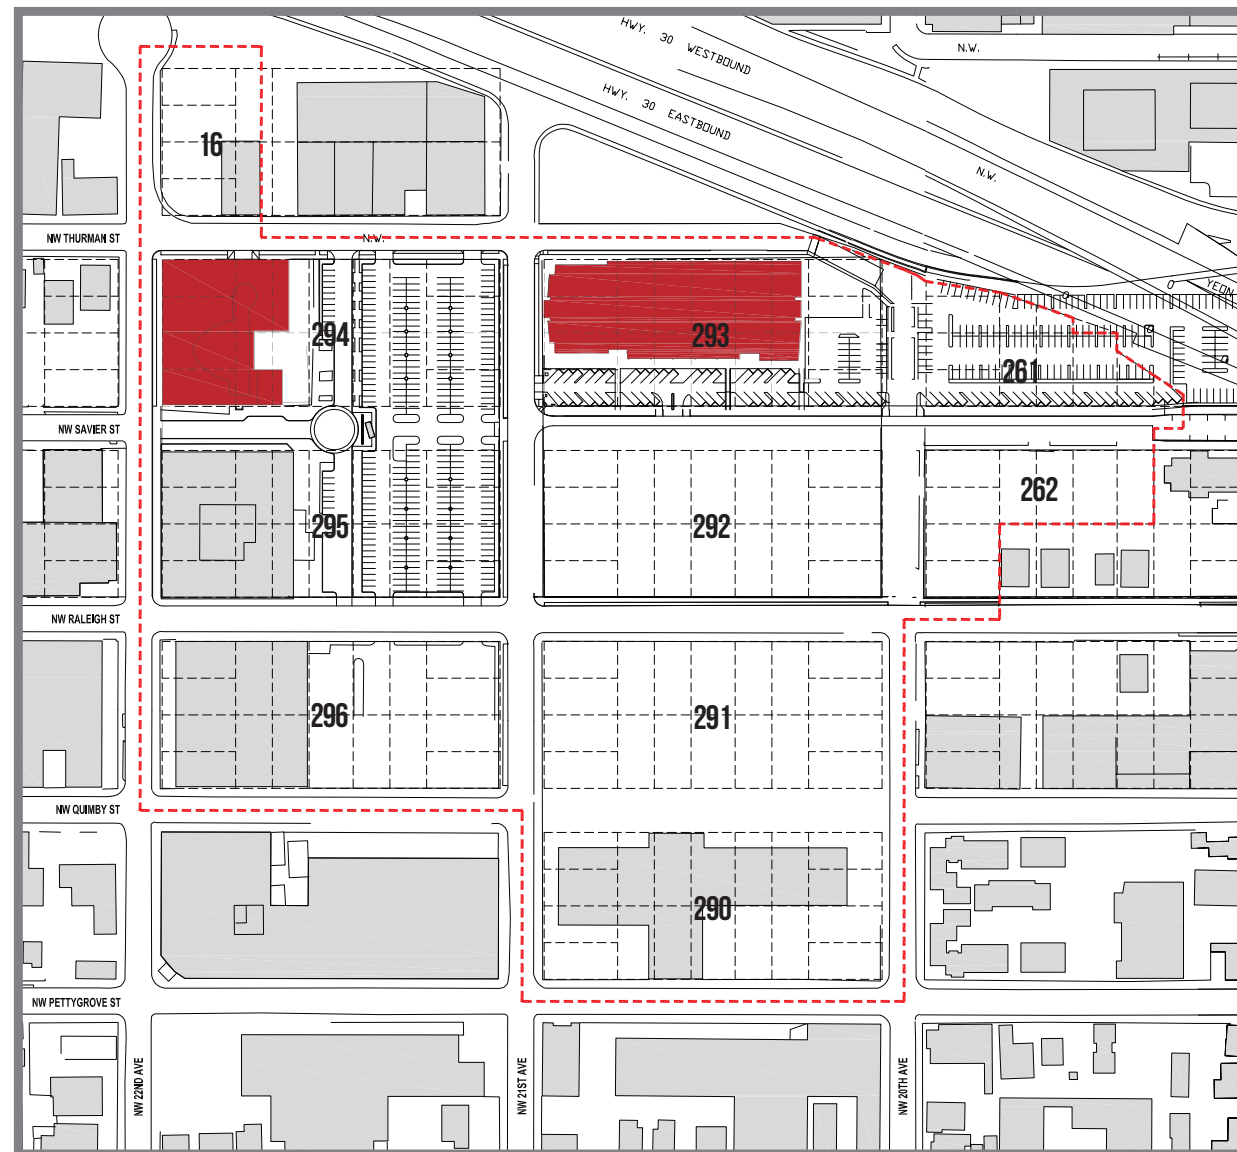 HWY. 30 WESTBOUND
N.W.
HWY. 30 EASTBOUND
16
N.W.
NW THURMAN ST
N.W.
YEON
294
293
261
NW SAVIER ST
262
295
292
NW RALEIGH ST
296
291
NW QUIMBY ST
290
NW PETTYGROVE ST
NW 22ND AVE
NW 21ST AVE
NW 20TH AVE